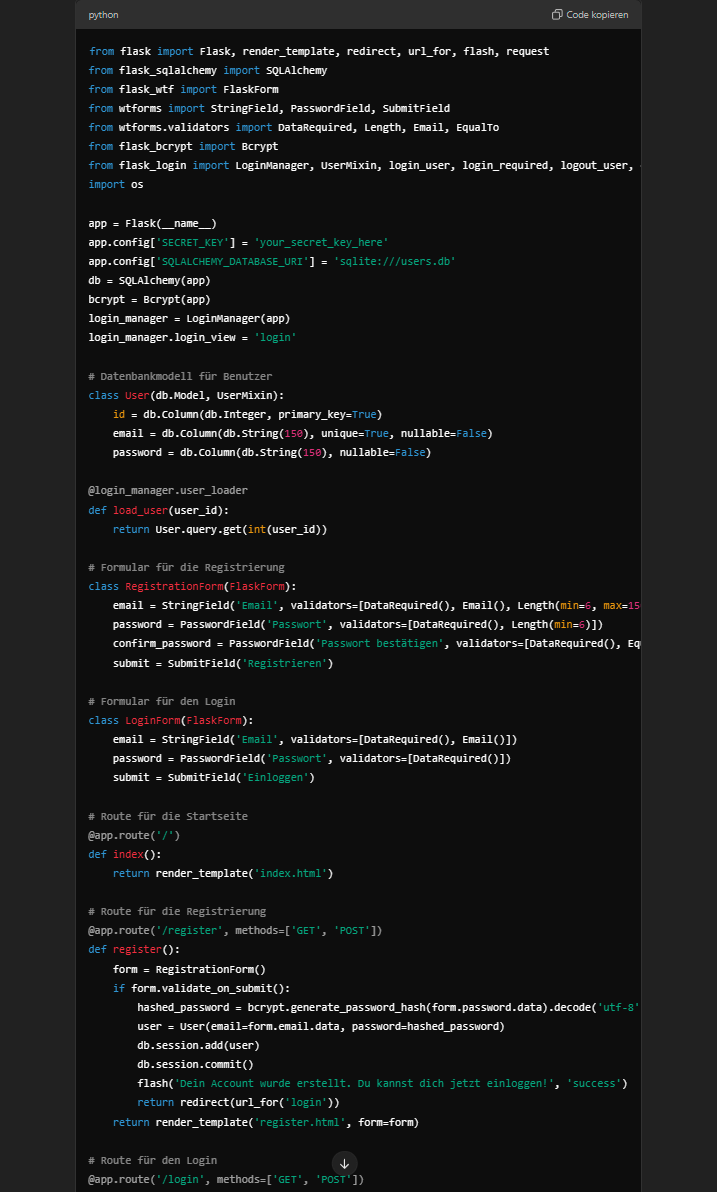 python
Code kopieren
from flask import Flask, render_template, redirect, url_for, flash, request
from flask_sqlalchemy import SQLAlchemy
from flask_wtf import FlaskForm
from wtforms import StringField, PasswordField, SubmitField
from wtforms.validators import DataRequired, Length, Email, EqualTo
from flask_bcrypt import Bcrypt
from flask_login import LoginManager, UserMixin, login_user, login_required, logout_user,
import os
app = Flask(__name__)
app.config['SECRET_KEY'] = 'your_secret_key_here'
app.config['SQLALCHEMY_DATABASE_URI'] = 'sqlite:///users.db'
db = SQLAlchemy(app)
bcrypt = Bcrypt(app)
login_manager = LoginManager(app)
login_manager.login_view = 'login'
# Datenbankmodell für Benutzer
class User(db.Model, UserMixin):
    id = db.Column(db.Integer, primary_key=True)
    email = db.Column(db.String(150), unique=True, nullable=False)
    password = db.Column(db.String(150), nullable=False)
@login_manager.user_loader
def load_user(user_id):
    return User.query.get(int(user_id))
# Formular für die Registrierung
class RegistrationForm(FlaskForm):
    email = StringField('Email', validators=[DataRequired(), Email(), Length(min=6, max=15
    password = PasswordField('Passwort', validators=[DataRequired(), Length(min=6)])
    confirm_password = PasswordField('Passwort bestätigen', validators=[DataRequired(), Eq
    submit = SubmitField('Registrieren')
# Formular für den Login
class LoginForm(FlaskForm):
    email = StringField('Email', validators=[DataRequired(), Email()])
    password = PasswordField('Passwort', validators=[DataRequired()])
    submit = SubmitField('Einloggen')
# Route für die Startseite
@app.route('/')
def index():
    return render_template('index.html')
# Route für die Registrierung
@app.route('/register', methods=['GET', 'POST'])
def register():
    form = RegistrationForm()
    if form.validate_on_submit():
        hashed_password = bcrypt.generate_password_hash(form.password.data).decode('utf-8'
        user = User(email=form.email.data, password=hashed_password)
        db.session.add(user)
        db.session.commit()
        flash('Dein Account wurde erstellt. Du kannst dich jetzt einloggen!', 'success')
        return redirect(url_for('login'))
    return render_template('register.html', form=form)
# Route für den Login
@app.route('/login', methods=['GET', 'POST'])